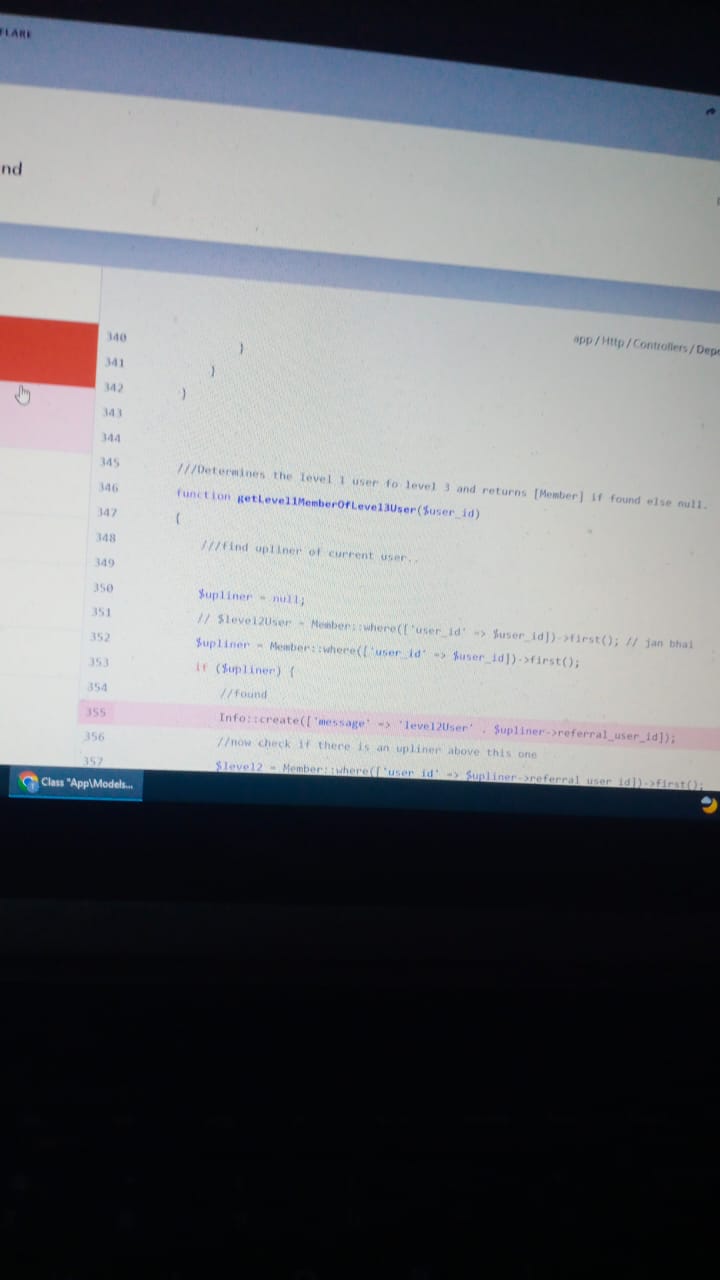 FLARE
nd
app/Http/Controllers/Depo
340 }
341 }
342 )
343
344
345 ///Determines the level 1 user fo level 3 and returns [Member] if found else null.
346 function getLevel1MemberOfLevel3User($user_id)
347 {
348 ///find upliner of current user..
349
350 $upliner = null;
351 // $level2User = Member::where(['user_id' => $user_id])->first(); // jan bhai
352 $upliner = Member::where(['user_id' => $user_id])->first();
353 if ($upliner) {
354 //found
355 Info::create(['message' => 'level2User' . $upliner->referral_user_id]);
356 //now check if there is an upliner above this one
357 $level2 = Member::where(['user_id' => $upliner->referral_user_id])->first();
Class "App\Models...